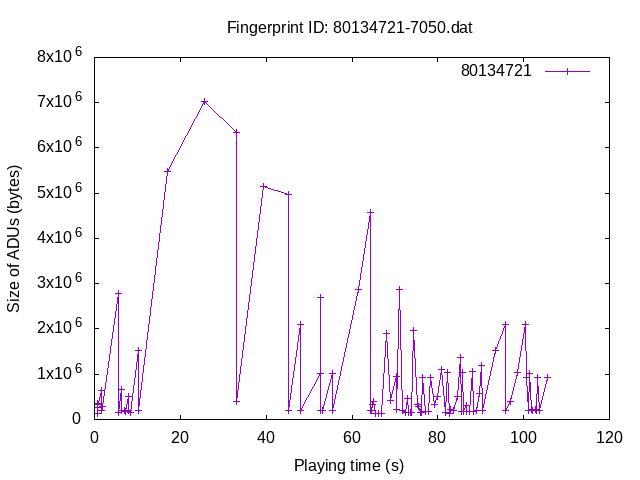 Fingerprint ID: 80134721-7050.dat
80134721
8x10^6
7x10^6
6x10^6
5x10^6
4x10^6
3x10^6
2x10^6
1x10^6
0
Size of ADUs (bytes)
0 20 40 60 80 100 120
Playing time (s)